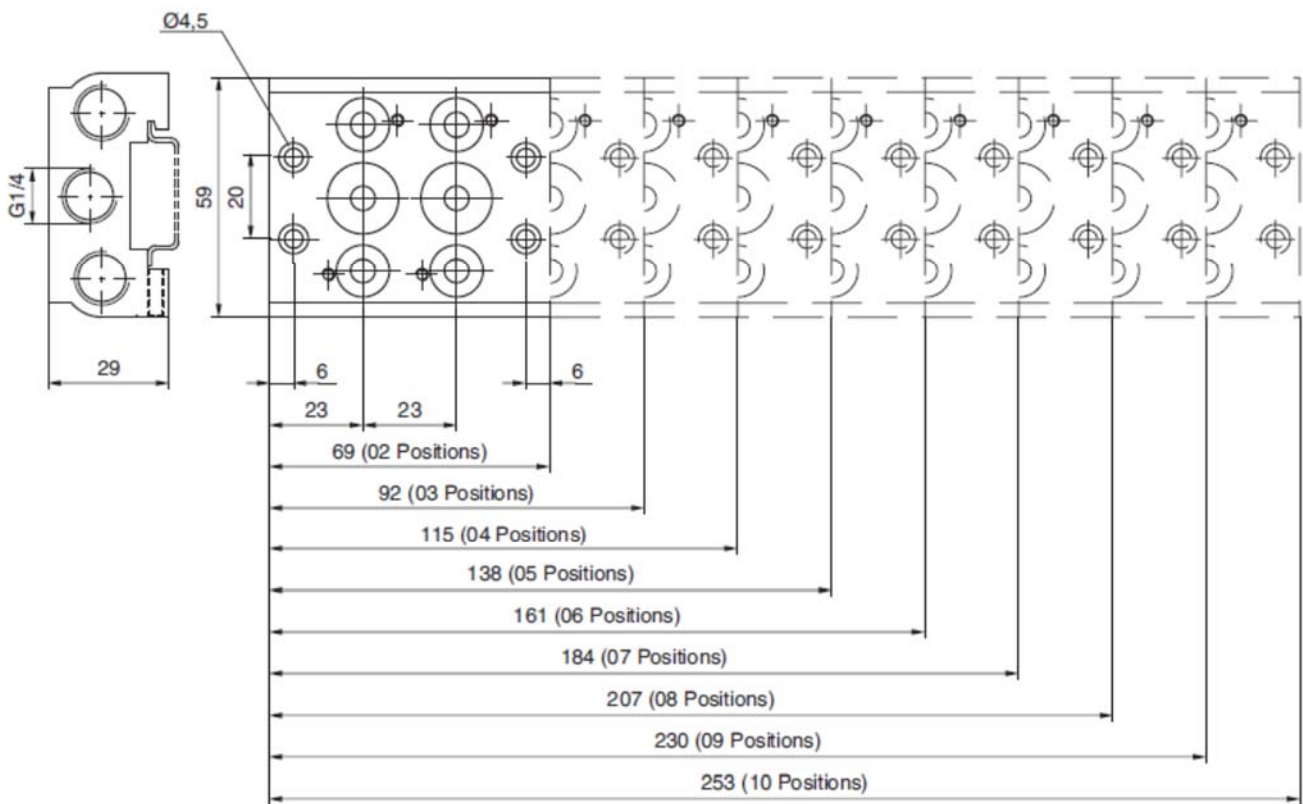 Ø4,5
G1/4
59
20
29
6
6
23
23
69 (02 Positions)
92 (03 Positions)
115 (04 Positions)
138 (05 Positions)
161 (06 Positions)
184 (07 Positions)
207 (08 Positions)
230 (09 Positions)
253 (10 Positions)